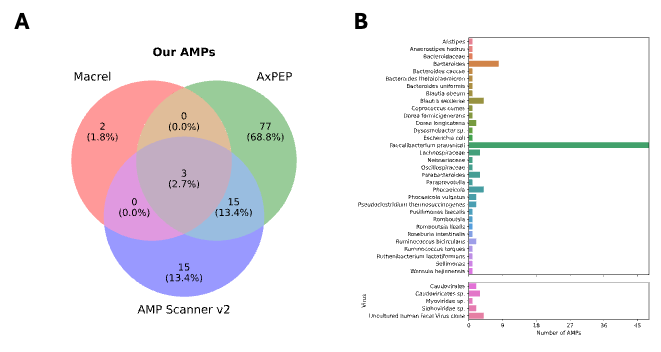 A
B
Our AMPs
Macrel
AxPEP
2
(1.8%)
0
(0.0%)
77
(68.8%)
3
(2.7%)
0
(0.0%)
15
(13.4%)
15
(13.4%)
AMP Scanner v2
Alistipes
Anaerostipes hadrus
Bacteroidaceae
Bacteroides
Bacteroides caccae
Bacteroides thetaiotaomicron
Bacteroides uniformis
Blautia obeum
Blautia wexlerae
Coprococcus comes
Dorea formicigenerans
Dorea longicatena
Dysosmobacter sp.
Escherichia coli
Faecalibacterium prausnitzii
Lachnospiraceae
Neisseriaceae
Oscillospiraceae
Parabacteroides
Paraprevotella
Phocaeicola
Phocaeicola vulgatus
Pseudoclostridium thermosuccinogenes
Fusilimonas faecalis
Romboutsia
Romboutsia ilealis
Roseburia intestinalis
Ruminococcus bicirculans
Ruminococcus torques
Ruthenibacterium lactatiformans
Sellimonas
Wansuia hejianensis
Virus
Caudovirales
Caudoviricetes sp.
Myoviridae sp.
Siphoviridae sp.
Uncultured human fecal virus clone
0 9 18 27 36 45
Number of AMPs